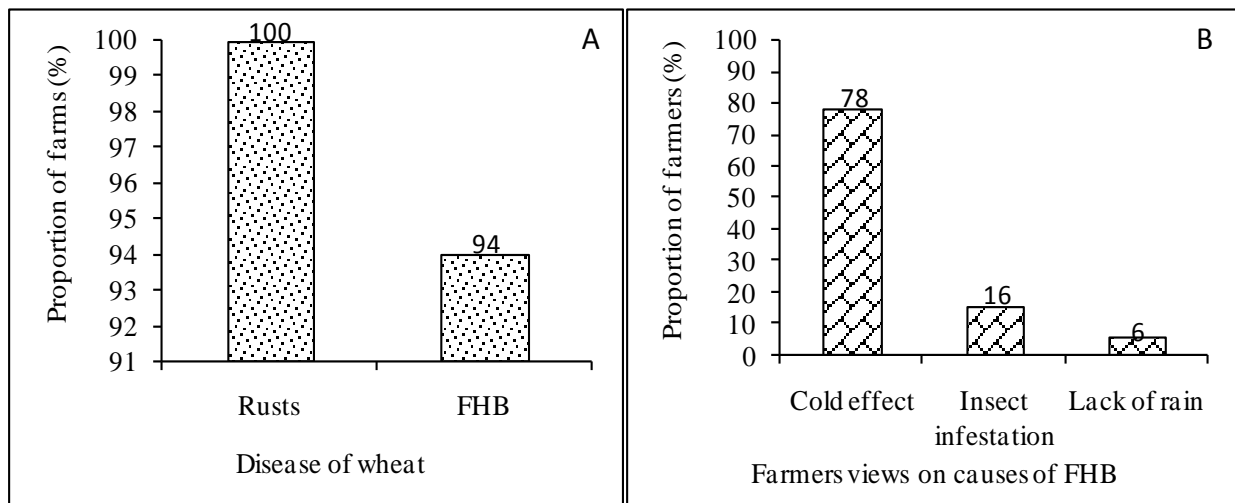 A
Proportion of farms (%)
100
99
98
97
96
95
94
93
92
91
100
94
Rusts
FHB
Disease of wheat
B
Proportion of farmers (%)
100
90
80
70
60
50
40
30
20
10
0
78
16
6
Cold effect
Insect
infestation
Lack of rain
Farmers views on causes of FHB